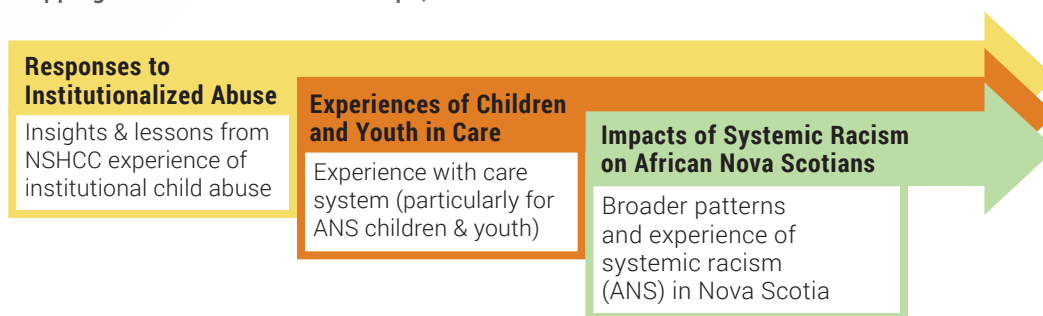 Responses to
Institutionalized Abuse
Insights & lessons from
NSHCC experience of
institutional child abuse
Experiences of Children
and Youth in Care
Experience with care
system (particularly for
ANS children & youth)
Impacts of Systemic Racism
on African Nova Scotians
Broader patterns
and experience of
systemic racism
(ANS) in Nova Scotia